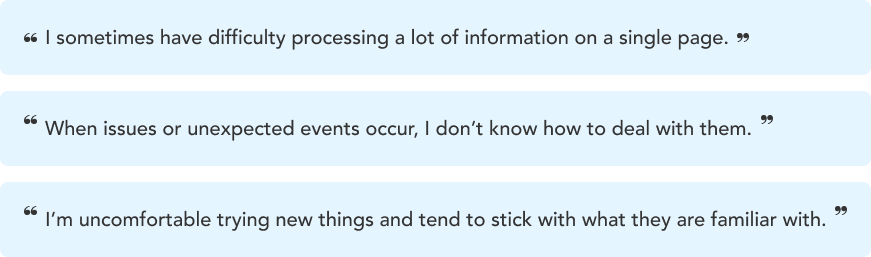 “ I sometimes have difficulty processing a lot of information on a single page. ”
“ When issues or unexpected events occur, I don’t know how to deal with them. ”
“ I’m uncomfortable trying new things and tend to stick with what they are familiar with. ”